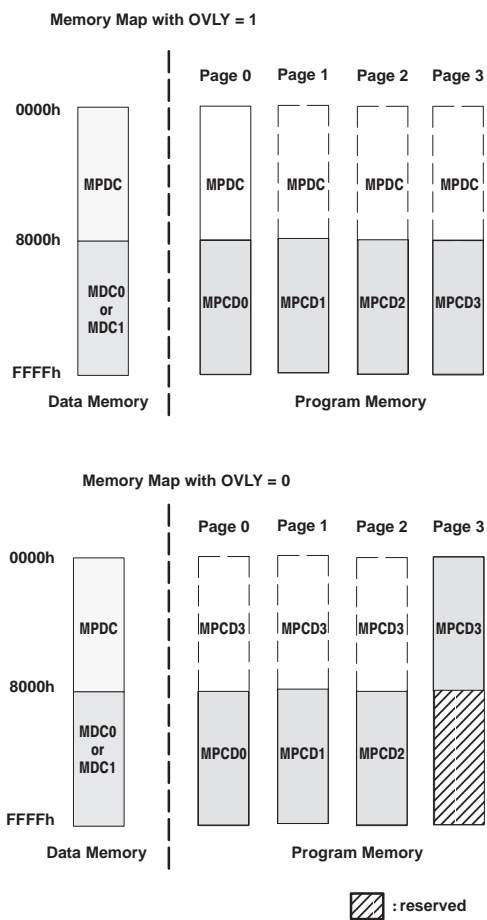 Memory Map with OVLY = 1
Page 0 Page 1 Page 2 Page 3
0000h
MPDC MPDC MPDC MPDC MPDC
8000h
MDC0
or
MDC1
MPCD0 MPCD1 MPCD2 MPCD3
FFFFh
Data Memory Program Memory
Memory Map with OVLY = 0
Page 0 Page 1 Page 2 Page 3
0000h
MPDC MPCD3 MPCD3 MPCD3 MPCD3
8000h
MDC0
or
MDC1
MPCD0 MPCD1 MPCD2
FFFFh
Data Memory Program Memory
: reserved